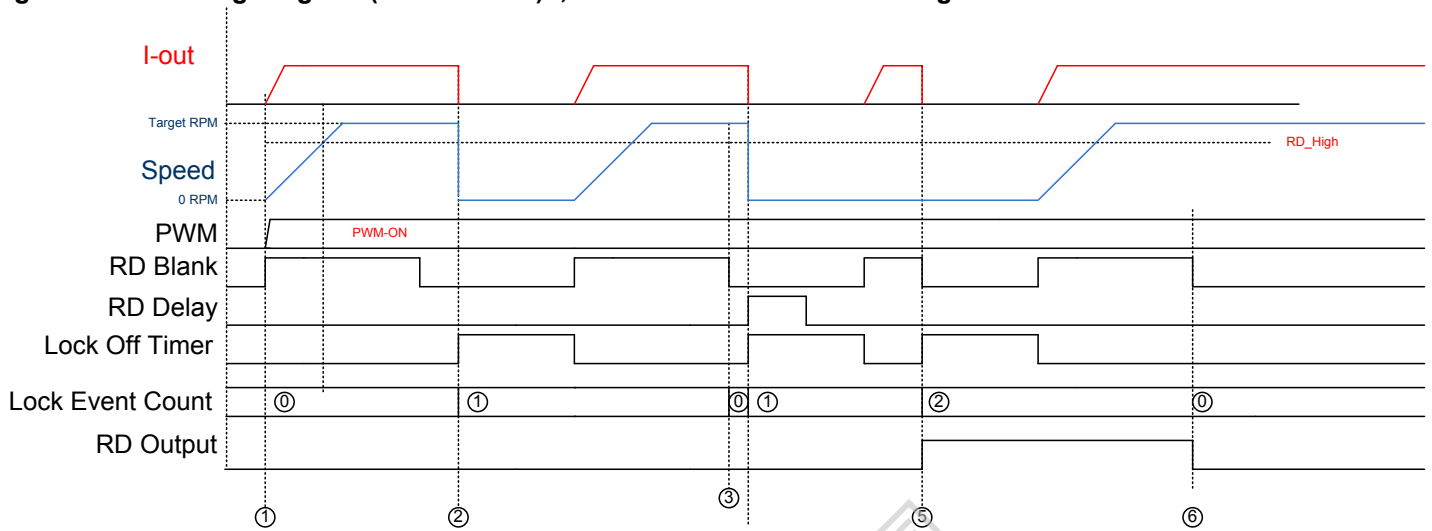 I-out
Target RPM
RD_High
Speed
0 RPM
PWM
PWM-ON
RD Blank
RD Delay
Lock Off Timer
Lock Event Count
⓪ ① ⓪ ① ② ⓪
RD Output
③
① ② ⑤ ⑥